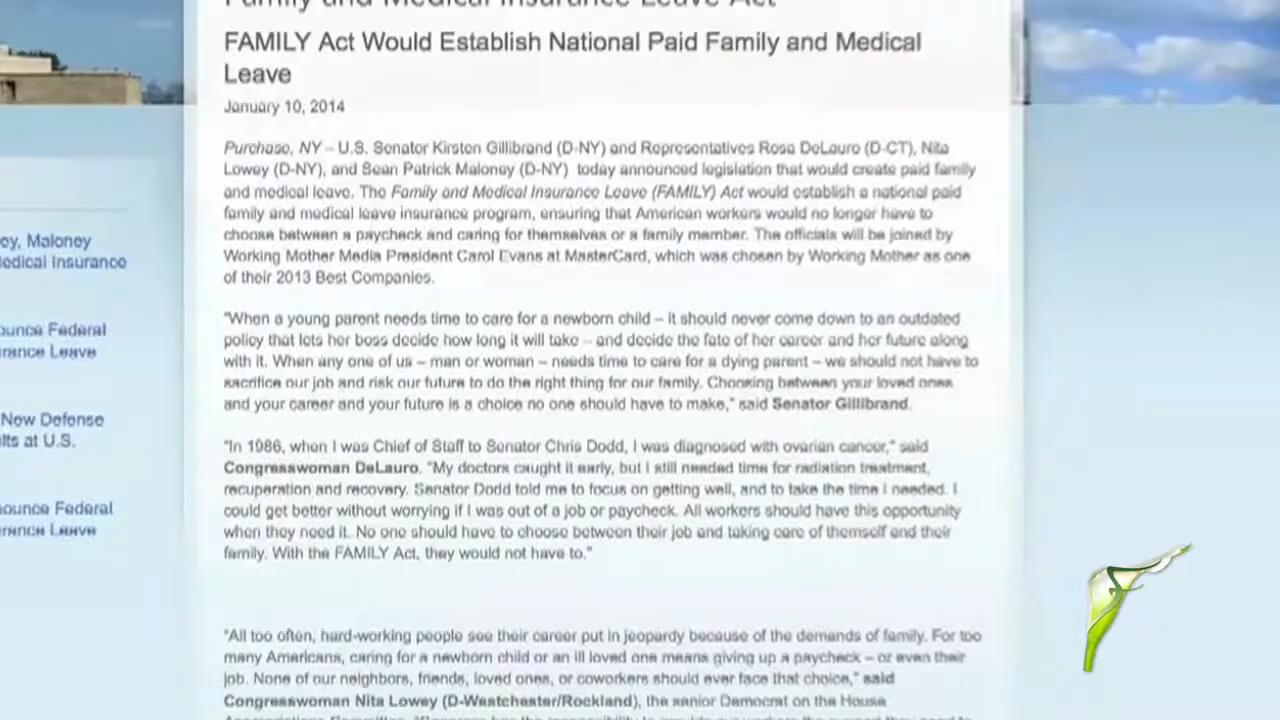 Family and Medical Insurance Leave Act
FAMILY Act Would Establish National Paid Family and Medical
Leave
January 10, 2014
Purchase, NY – U.S. Senator Kirsten Gillibrand (D-NY) and Representatives Rosa DeLauro (D-CT), Nita
Lowey (D-NY), and Sean Patrick Maloney (D-NY) today announced legislation that would create paid family
and medical leave. The Family and Medical Insurance Leave (FAMILY) Act would establish a national paid
family and medical leave insurance program, ensuring that American workers would no longer have to
choose between a paycheck and caring for themselves or a family member. The officials will be joined by
Working Mother Media President Carol Evans at MasterCard, which was chosen by Working Mother as one
of their 2013 Best Companies.
"When a young parent needs time to care for a newborn child – it should never come down to an outdated
policy that lets her boss decide how long it will take – and decide the fate of her career and her future along
with it. When any one of us – man or woman – needs time to care for a dying parent – we should not have to
sacrifice our job and risk our future to do the right thing for our family. Choosing between your loved ones
and your career and your future is a choice no one should have to make," said Senator Gillibrand.
"In 1986, when I was Chief of Staff to Senator Chris Dodd, I was diagnosed with ovarian cancer," said
Congresswoman DeLauro. "My doctors caught it early, but I still needed time for radiation treatment,
recuperation and recovery. Senator Dodd told me to focus on getting well, and to take the time I needed. I
could get better without worrying if I was out of a job or paycheck. All workers should have this opportunity
when they need it. No one should have to choose between their job and taking care of themself and their
family. With the FAMILY Act, they would not have to."
"All too often, hard-working people see their career put in jeopardy because of the demands of family. For too
many Americans, caring for a newborn child or an ill loved one means giving up a paycheck – or even their
job. None of our neighbors, friends, loved ones, or coworkers should ever face that choice," said
Congresswoman Nita Lowey (D-Westchester/Rockland), the senior Democrat on the House
ey, Maloney
edical Insurance
ounce Federal
rance Leave
New Defense
lts at U.S.
ounce Federal
rance Leave